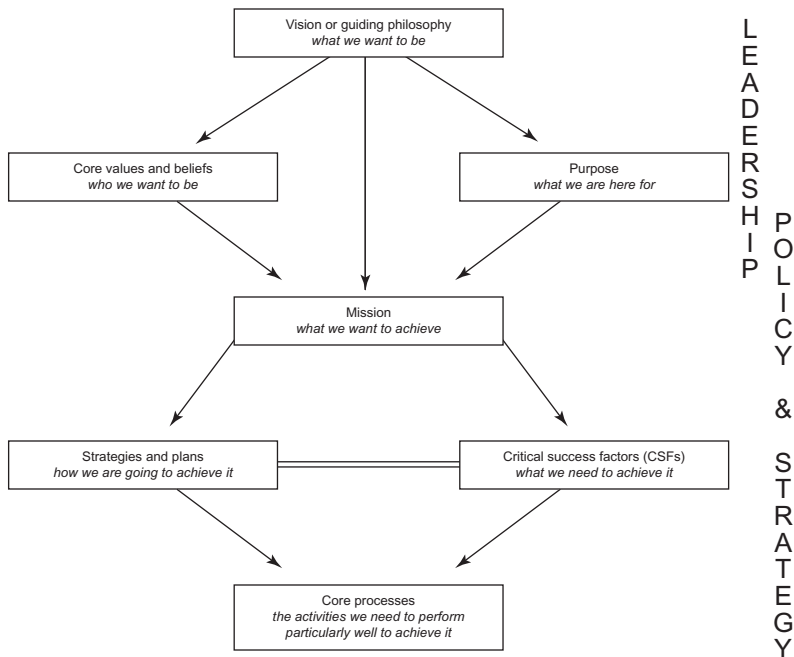 Vision or guiding philosophy
what we want to be
Core values and beliefs
who we want to be
Purpose
what we are here for
Mission
what we want to achieve
Strategies and plans
how we are going to achieve it
Critical success factors (CSFs)
what we need to achieve it
Core processes
the activities we need to perform
particularly well to achieve it
LEADERSHIP
POLICY & STRATEGY